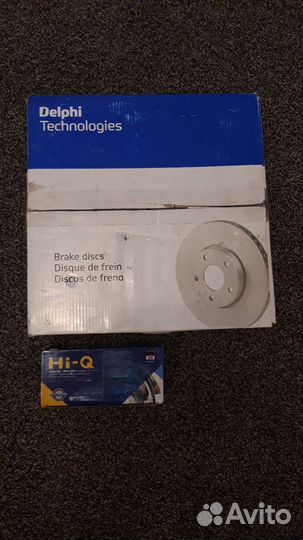 Delphi
Technologies
Brake discs
Disque de frein
Discos de freno
Hi-Q
Avito